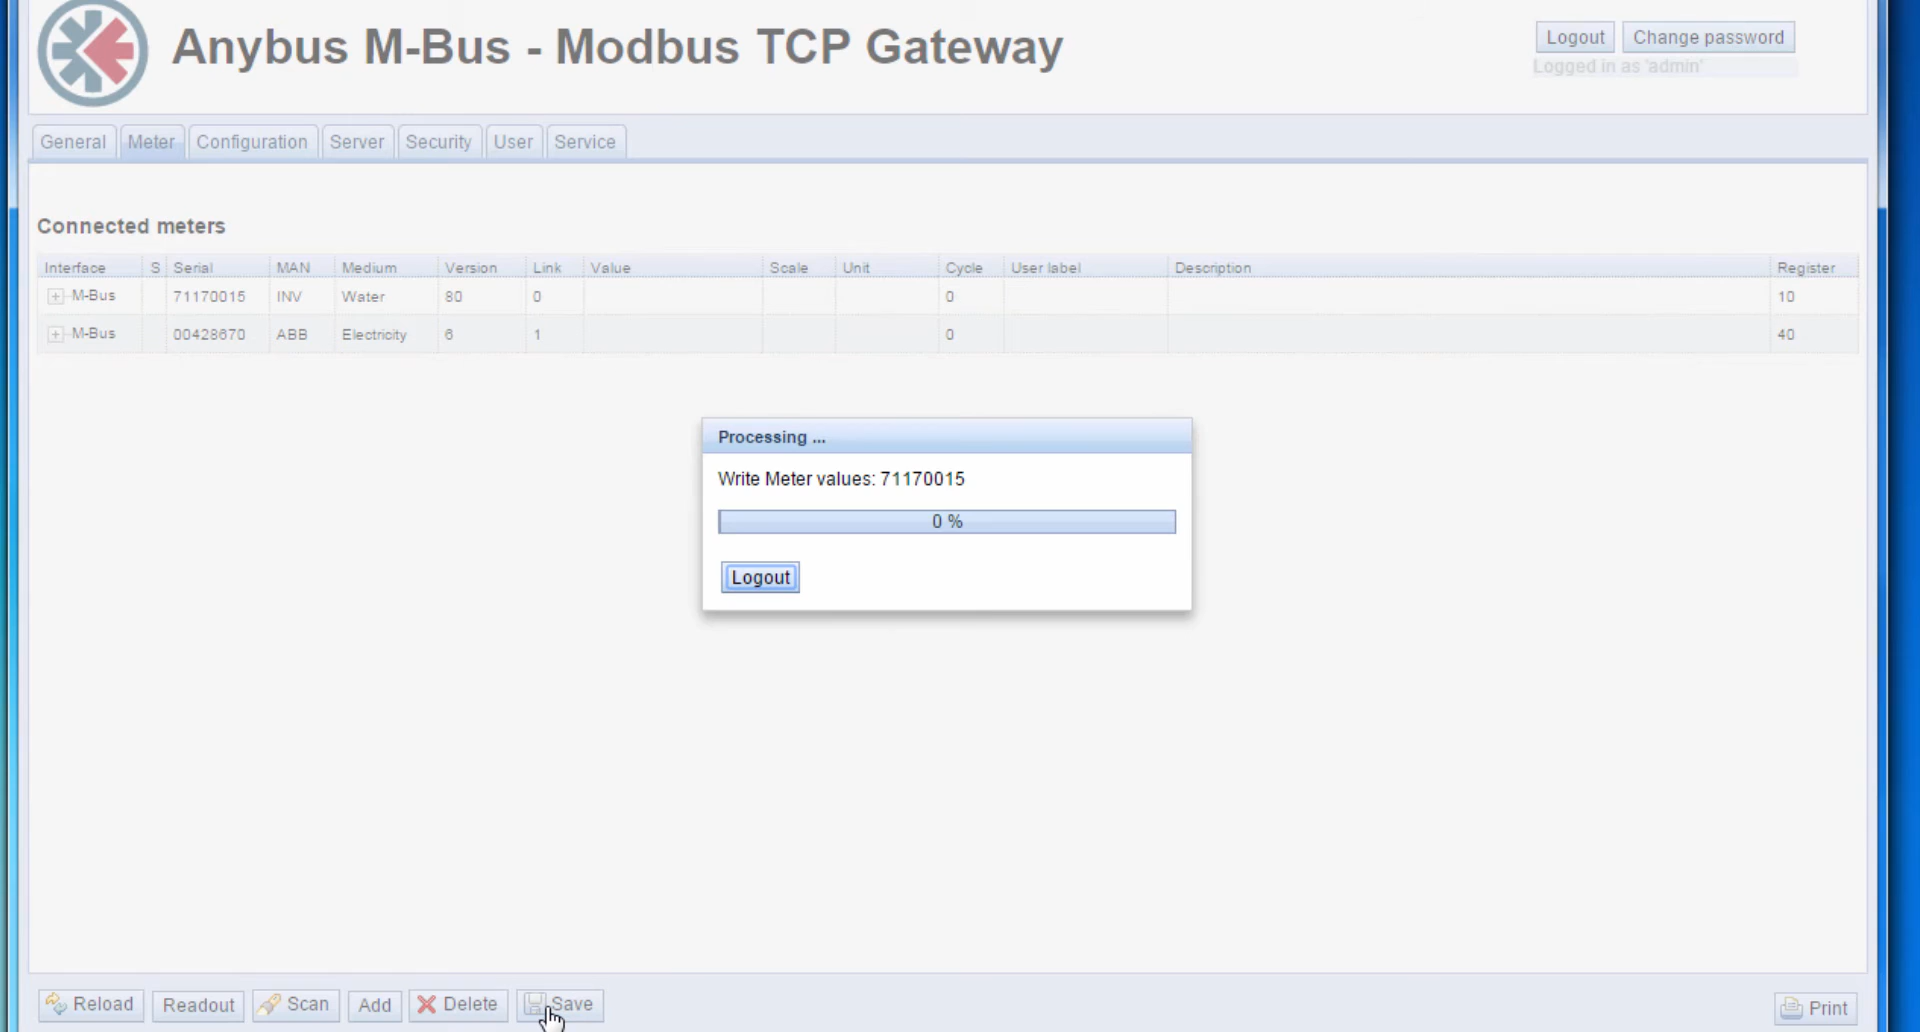 Anybus M-Bus - Modbus TCP Gateway
Logout Change password
Logged in as 'admin'
General Meter Configuration Server Security User Service
Connected meters
Interface S Serial MAN Medium Version Link Value Scale Unit Cycle User label Description Register
M-Bus 71170015 INV Water 80 0 0 10
M-Bus 00428670 ABB Electricity 6 1 0 40
Processing ...
Write Meter values: 71170015
0 %
Logout
Reload Readout Scan Add Delete Save Print